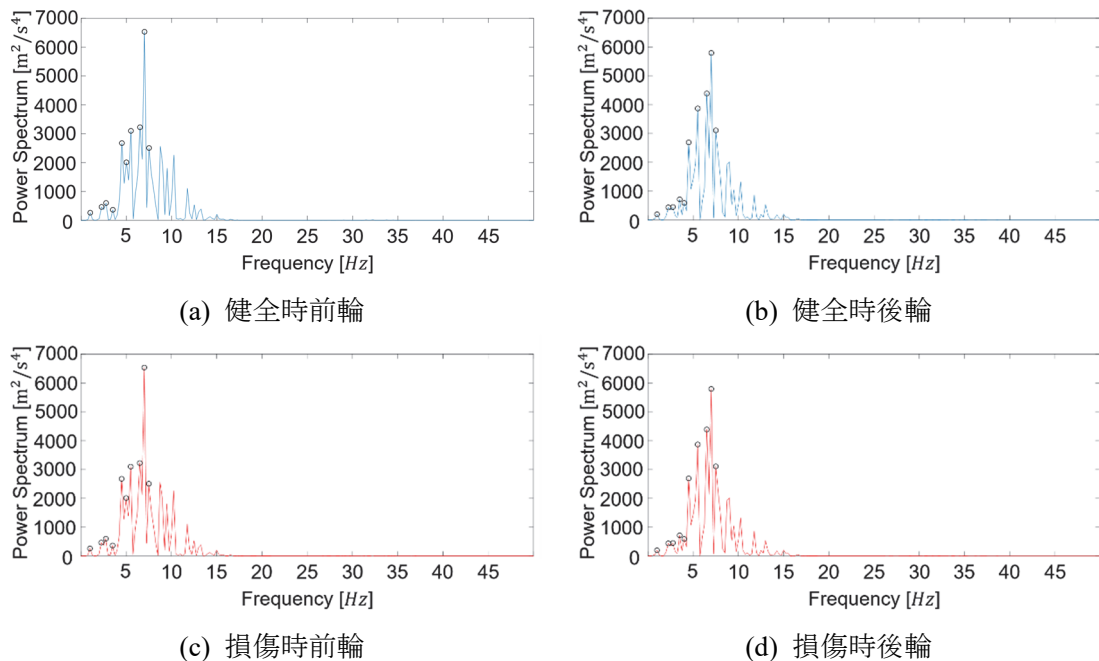 7000
6000
5000
4000
3000
2000
1000
0
Power Spectrum [m²/s⁴]
5 10 15 20 25 30 35 40 45
Frequency [Hz]
(a) 健全時前輪
7000
6000
5000
4000
3000
2000
1000
0
Power Spectrum [m²/s⁴]
5 10 15 20 25 30 35 40 45
Frequency [Hz]
(b) 健全時後輪
7000
6000
5000
4000
3000
2000
1000
0
Power Spectrum [m²/s⁴]
5 10 15 20 25 30 35 40 45
Frequency [Hz]
(c) 損傷時前輪
7000
6000
5000
4000
3000
2000
1000
0
Power Spectrum [m²/s⁴]
5 10 15 20 25 30 35 40 45
Frequency [Hz]
(d) 損傷時後輪